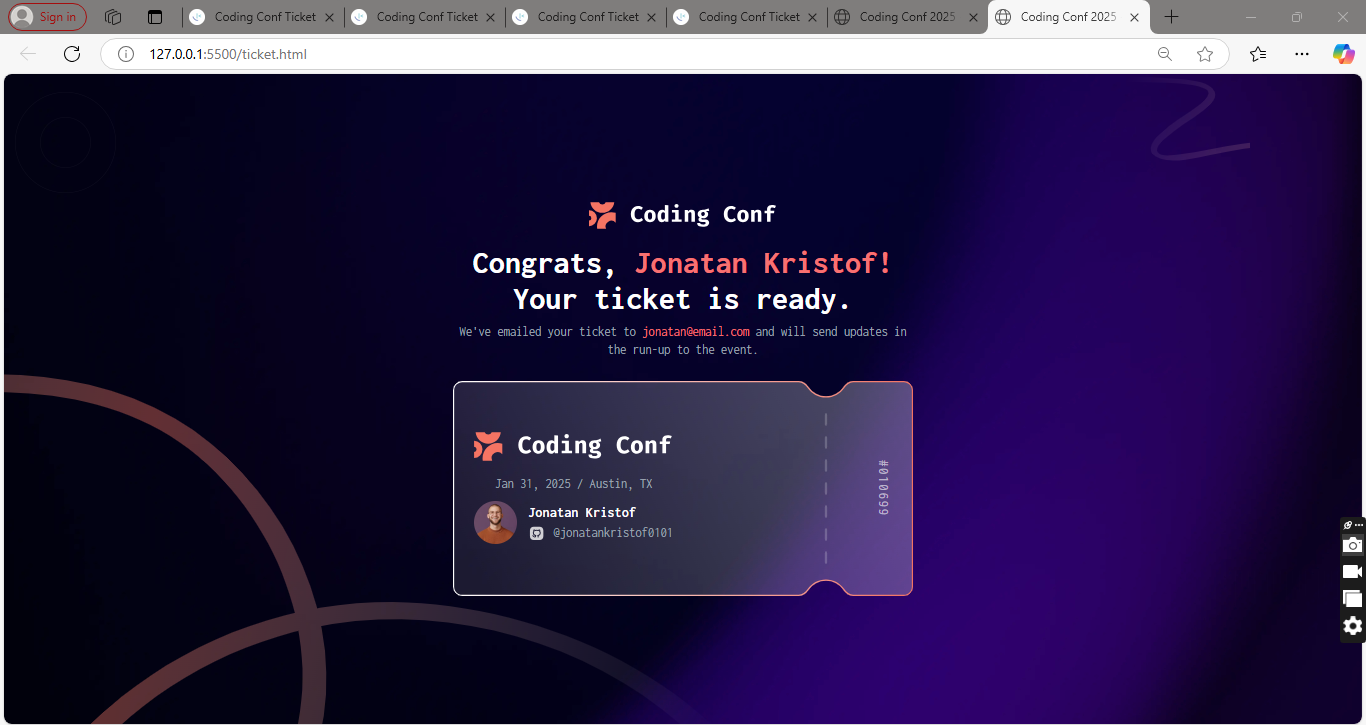 Sign in
Coding Conf Ticket
Coding Conf Ticket
Coding Conf Ticket
Coding Conf Ticket
Coding Conf 2025
Coding Conf 2025
127.0.0.1:5500/ticket.html
Coding Conf
Congrats, Jonatan Kristof!
Your ticket is ready.
We've emailed your ticket to jonatan@email.com and will send updates in
the run-up to the event.
Coding Conf
Jan 31, 2025 / Austin, TX
Jonatan Kristof
@jonatankristof0101
#010699